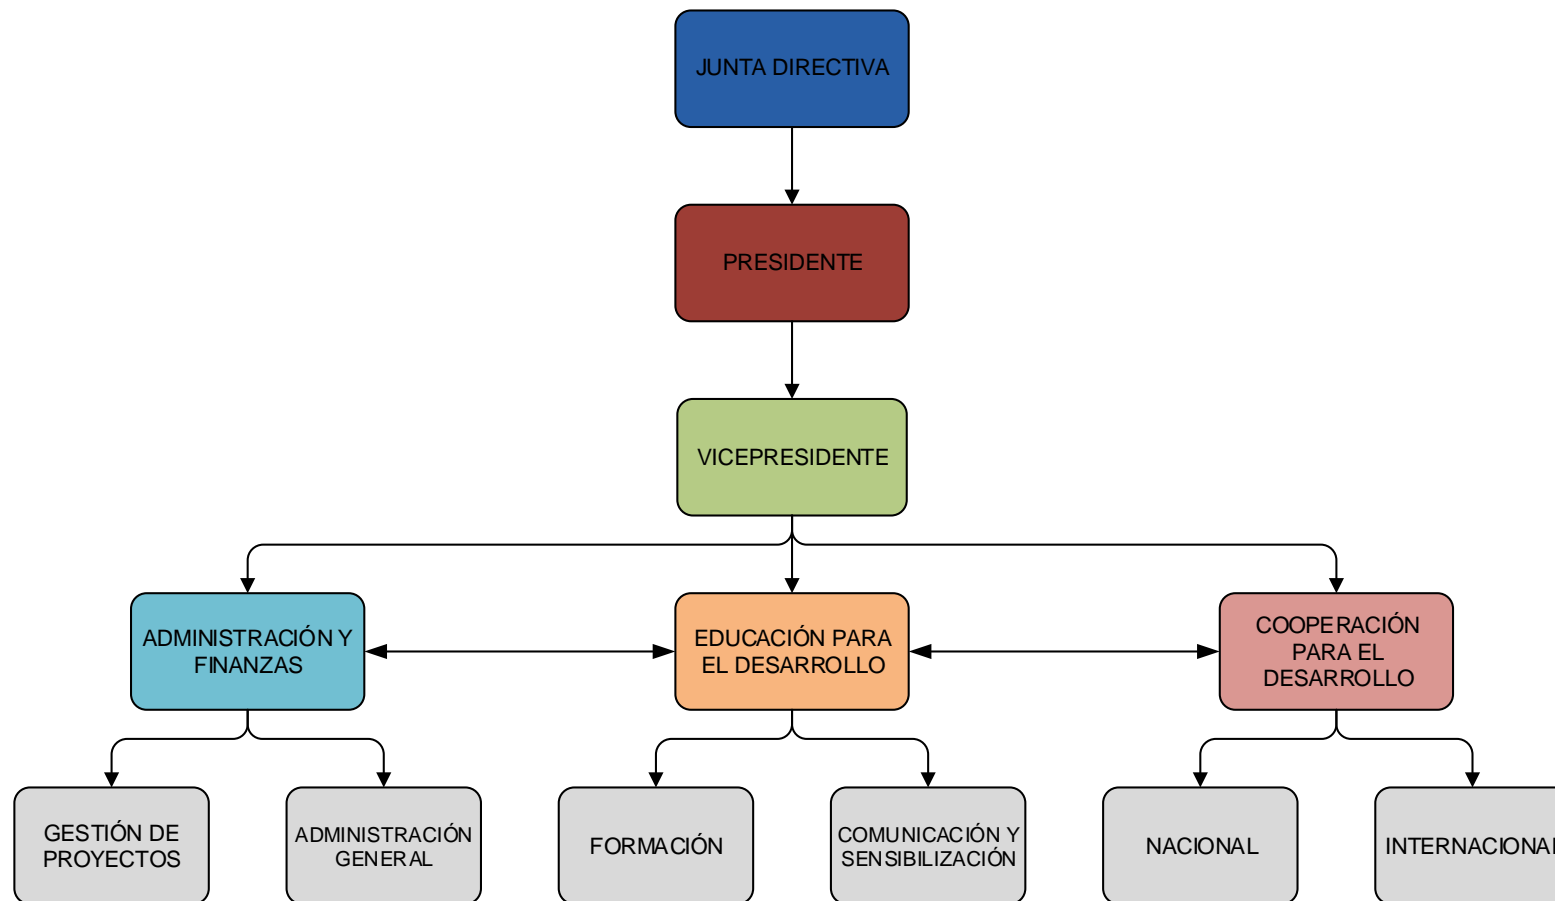 JUNTA DIRECTIVA
PRESIDENTE
VICEPRESIDENTE
ADMINISTRACIÓN Y
FINANZAS
EDUCACIÓN PARA
EL DESARROLLO
COOPERACIÓN
PARA EL
DESARROLLO
GESTIÓN DE
PROYECTOS
ADMINISTRACIÓN
GENERAL
FORMACIÓN
COMUNICACIÓN Y
SENSIBILIZACIÓN
NACIONAL
INTERNACIONAL